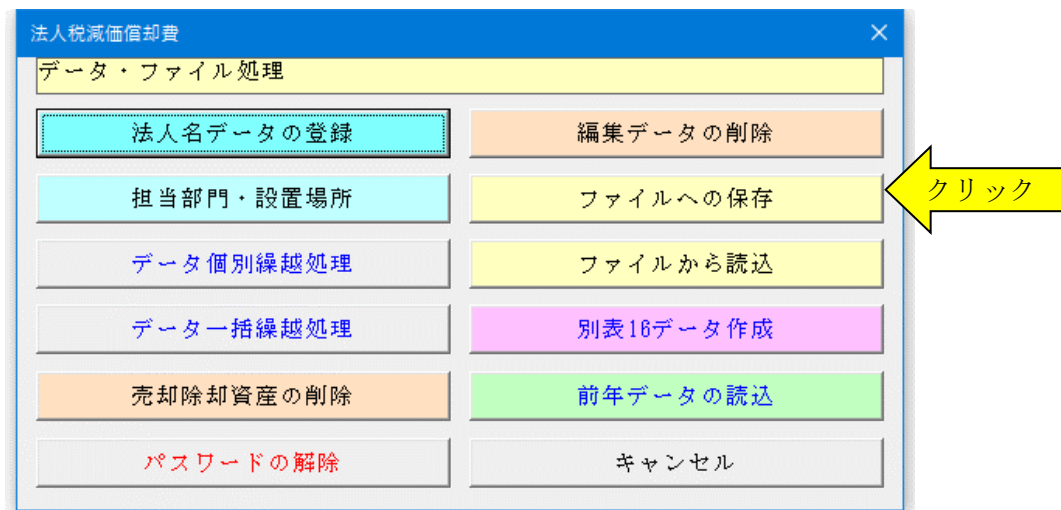 法人税減価償却費
データ・ファイル処理
法人名データの登録
編集データの削除
担当部門・設置場所
ファイルへの保存
クリック
データ個別繰越処理
ファイルから読込
データ一括繰越処理
別表16データ作成
売却除却資産の削除
前年データの読込
パスワードの解除
キャンセル